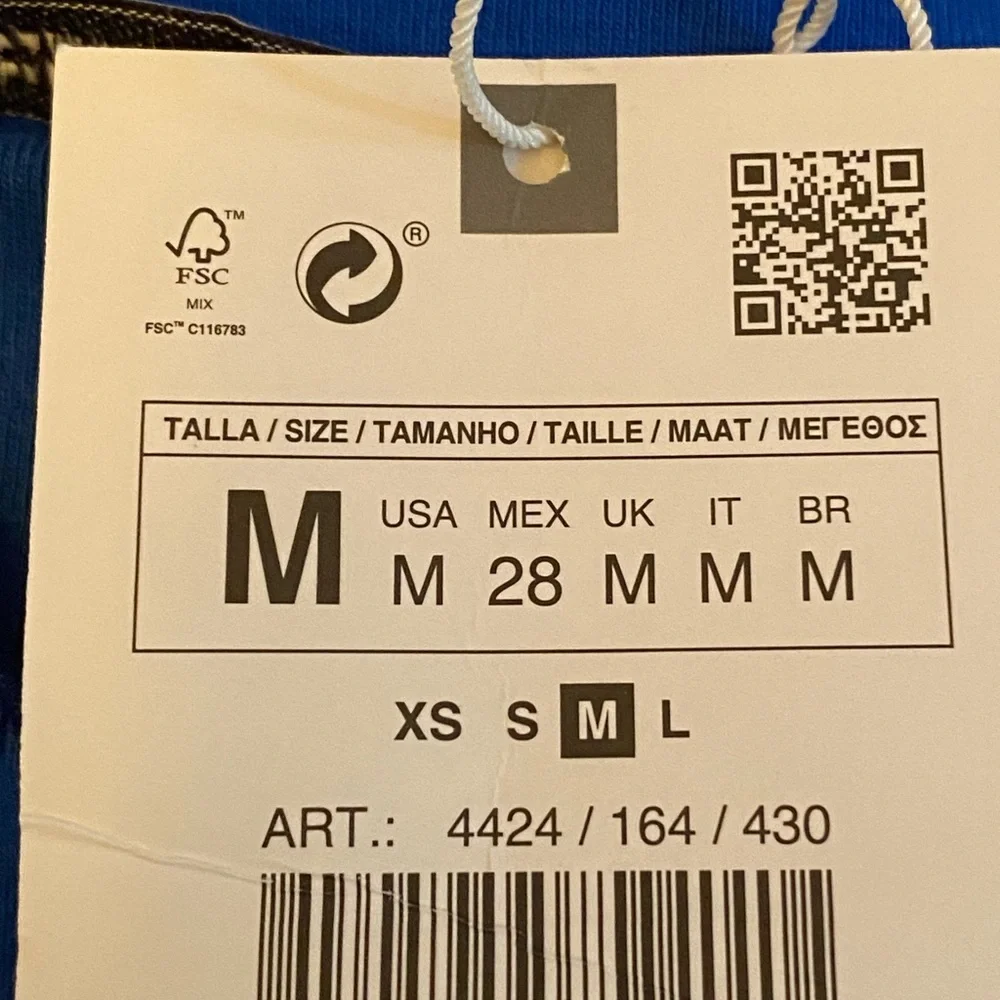 ™
FSC
MIX
FSC™ C116783
®
TALLA / SIZE / TAMANHO / TAILLE / MAAT / ΜΕΓΕΘΟΣ
M
USA MEX UK IT BR
M 28 M M M
XS S M L
ART.: 4424 / 164 / 430